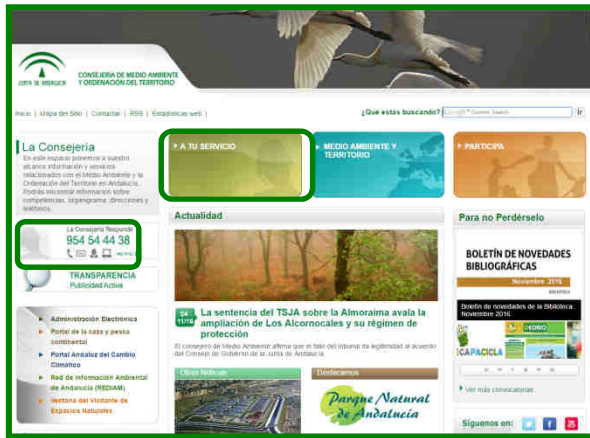 JUNTA DE ANDALUCIA
CONSEJERÍA DE MEDIO AMBIENTE
Y ORDENACIÓN DEL TERRITORIO
Inicio | Mapa del Sitio | Contactar | RSS | Estadísticas web |
¿Qué estás buscando?
Ir
La Consejería
En este espacio ponemos a vuestro
alcance información y servicios
relacionados con el Medio Ambiente y la
Ordenación del Territorio en Andalucía.
Podrás encontrar información sobre
competencias, organigrama, direcciones y
teléfonos.
A TU SERVICIO
MEDIO AMBIENTE Y
TERRITORIO
PARTICIPA
La Consejería Responde
954 54 44 38
TRANSPARENCIA
Publicidad Activa
Administración Electrónica
Portal de la caza y pesca
continental
Portal Andaluz del Cambio
Climático
Red de Información Ambiental
de Andalucía (REDIAM)
Ventana del Visitante de
Espacios Naturales
Actualidad
24
11/16
La sentencia del TSJA sobre la Almoraima avala la
ampliación de Los Alcornocales y su régimen de
protección
El consejero de Medio Ambiente afirma que el fallo del tribunal da legitimidad al acuerdo
del Consejo de Gobierno de la Junta de Andalucía
Otras Noticias
Destacamos
Parque Natural
de Andalucía
Para no Perdérselo
BOLETÍN DE NOVEDADES
BIBLIOGRÁFICAS
Noviembre 2016
BIBLIOTECA
Boletín de novedades de la Biblioteca.
Noviembre 2016
ECAPACICLA
Ver más convocatorias
Síguenos en: